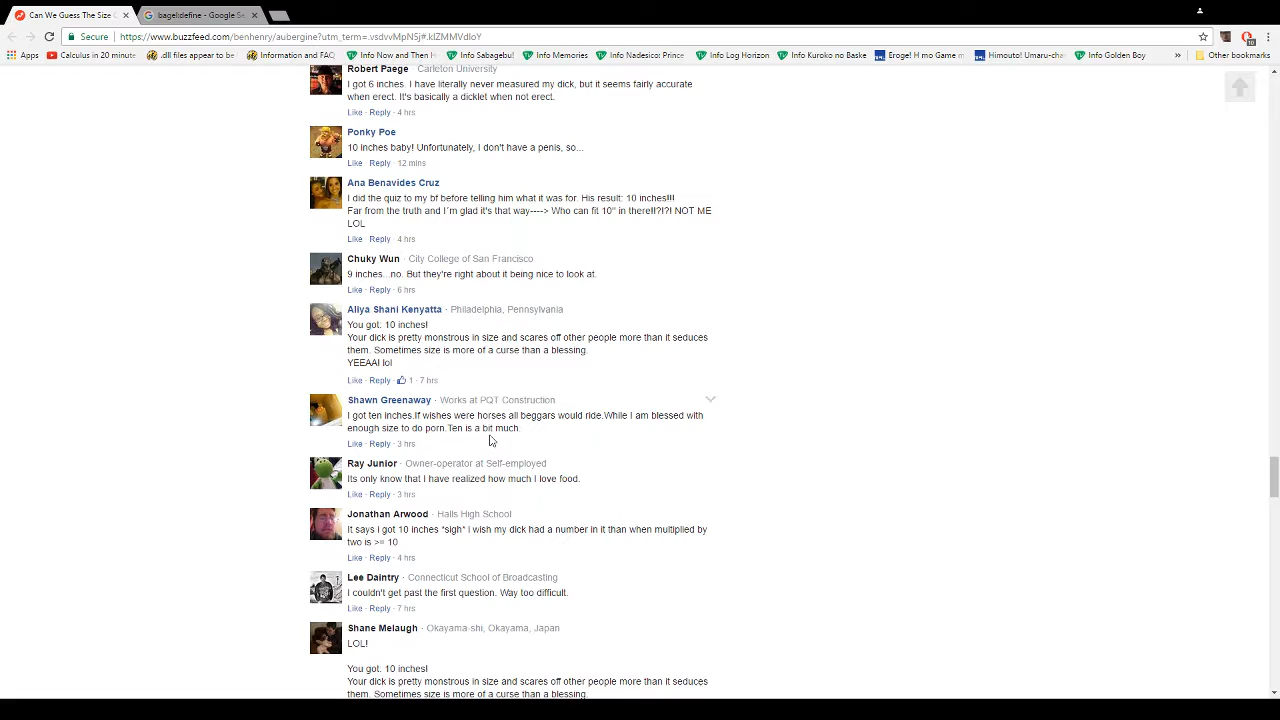 Can We Guess The Size O
bagel:define - Google Se
Secure
https://www.buzzfeed.com/benhenry/aubergine?utm_term=.vsdvvMpN5j#.klZMMVdloY
Apps
Calculus in 20 minute
.dll files appear to be
Information and FAQ
Info Now and Then H
Info Sabagebu!
Info Memories
Info Nadesico: Prince
Info Log
Info Kuroko no Baske
Eroge! H mo Game m
Himouto! Umaru-cha
Info Golden Boy
»
Other bookmarks
Robert Paege · Carleton University
I got 6 inches. I have literally never measured my dick, but it seems fairly accurate
when erect. It's basically a dicklet when not erect.
Like · Reply · 4 hrs
Ponky Poe
10 inches baby! Unfortunately, I don't have a penis, so...
Like · Reply · 12 mins
Ana Benavides Cruz
I did the quiz to my bf before telling him what it was for. His result: 10 inches!!!
Far from the truth and I´m glad it's that way----> Who can fit 10'' in there!!?!?! NOT ME
LOL
Like · Reply · 4 hrs
Chuky Wun · City College of San Francisco
9 inches...no. But they're right about it being nice to look at.
Like · Reply · 6 hrs
Aliya Shani Kenyatta · Philadelphia, Pennsylvania
You got: 10 inches!
Your dick is pretty monstrous in size and scares off other people more than it seduces
them. Sometimes size is more of a curse than a blessing.
YEEAA! lol
Like · Reply · 1 · 7 hrs
Shawn Greenaway · Works at PQT Construction
I got ten inches.If wishes were horses all beggars would ride.While I am blessed with
enough size to do porn.Ten is a bit much.
Like · Reply · 3 hrs
Ray Junior · Owner-operator at Self-employed
Its only know that I have realized how much I love food.
Like · Reply · 3 hrs
Jonathan Arwood · Halls High School
It says i got 10 inches *sigh* i wish my dick had a number in it than when multiplied by
two is >= 10
Like · Reply · 4 hrs
Lee Daintry · Connecticut School of Broadcasting
I couldn't get past the first question. Way too difficult.
Like · Reply · 7 hrs
Shane Melaugh · Okayama-shi, Okayama, Japan
LOL!
You got: 10 inches!
Your dick is pretty monstrous in size and scares off other people more than it seduces
them. Sometimes size is more of a curse than a blessing.